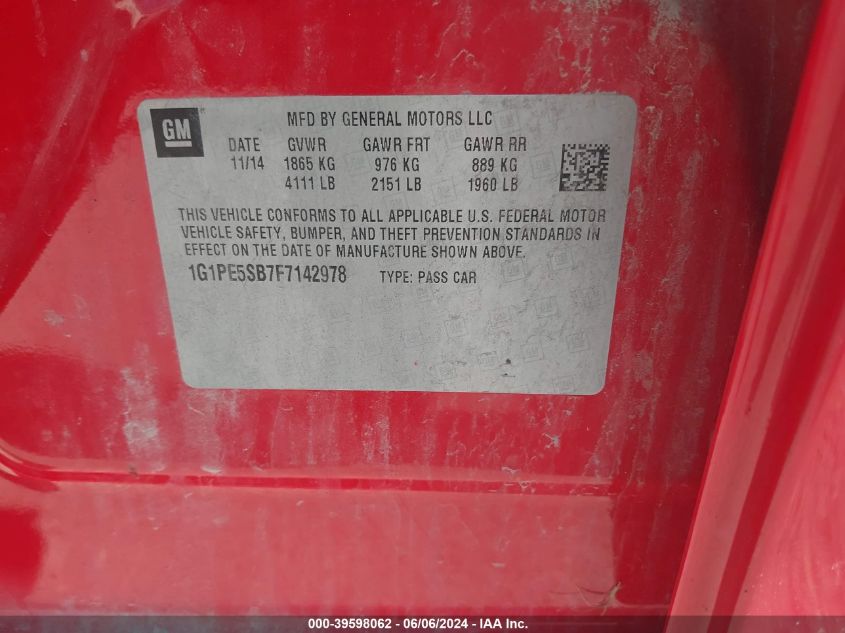 GM
MFD BY GENERAL MOTORS LLC
DATE GVWR GAWR FRT GAWR RR
11/14 1865 KG 976 KG 889 KG
4111 LB 2151 LB 1960 LB
THIS VEHICLE CONFORMS TO ALL APPLICABLE U.S. FEDERAL MOTOR
VEHICLE SAFETY, BUMPER, AND THEFT PREVENTION STANDARDS IN
EFFECT ON THE DATE OF MANUFACTURE SHOWN ABOVE.
1G1PE5SB7F7142978 TYPE: PASS CAR
000-39598062 - 06/06/2024 - IAA Inc.